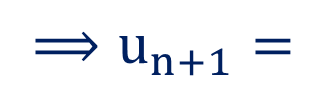 ⟹ uₙ₊₁ =